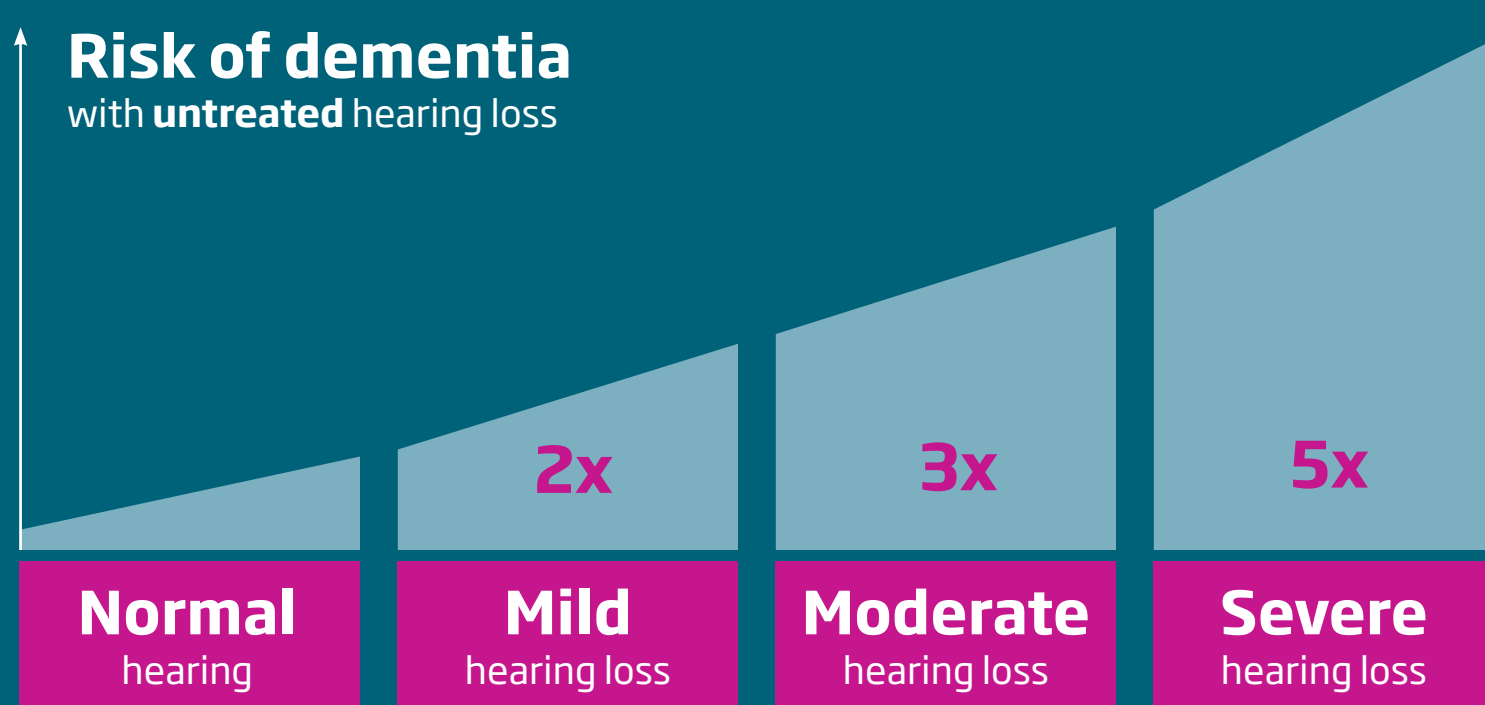 Risk of dementia
with untreated hearing loss
2x
3x
5x
Normal
hearing
Mild
hearing loss
Moderate
hearing loss
Severe
hearing loss